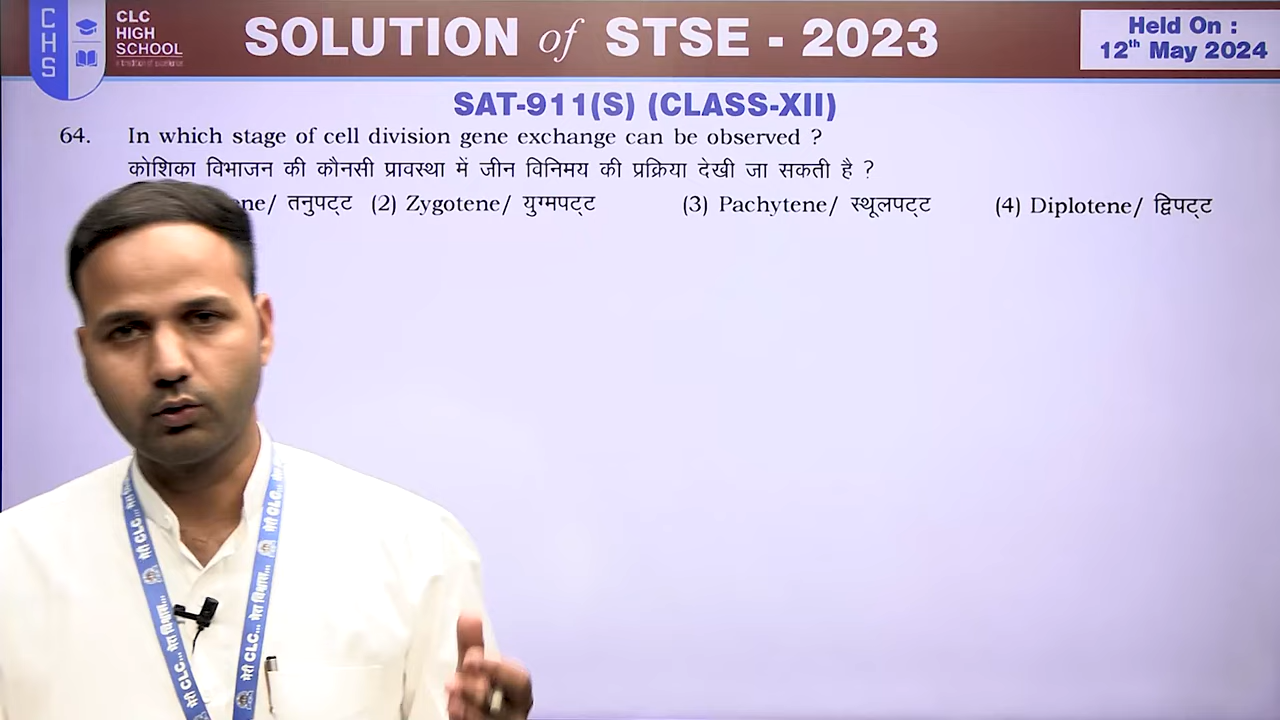 CHS
CLC
HIGH
SCHOOL
SOLUTION of STSE - 2023
Held On :
12th May 2024
SAT-911(S) (CLASS-XII)
64. In which stage of cell division gene exchange can be observed ?
कोशिका विभाजन की कौनसी प्रावस्था में जीन विनिमय की प्रक्रिया देखी जा सकती है ?
ne/ तनुपट्ट (2) Zygotene/ युग्मपट्ट (3) Pachytene/ स्थूलपट्ट (4) Diplotene/ द्विपट्ट
मेरी CLC... मेरा विश्वास...
मेरी CLC... मेरा विश्वास...